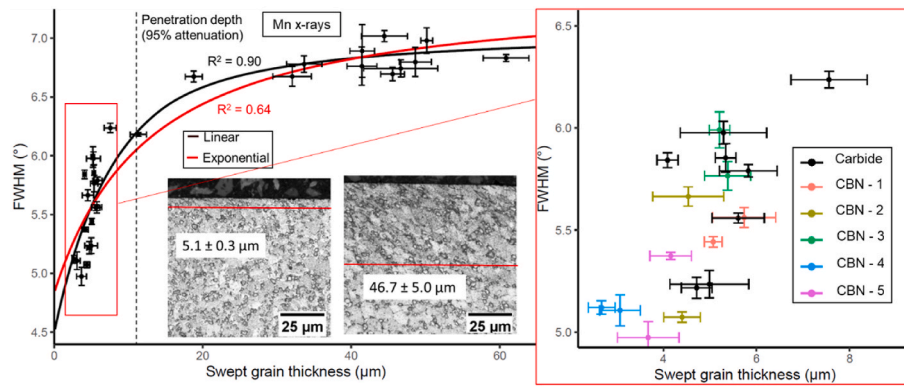 Penetration depth
(95% attenuation)
Mn x-rays
R² = 0.90
R² = 0.64
Linear
Exponential
5.1 ± 0.3 µm
25 µm
46.7 ± 5.0 µm
25 µm
FWHM (°)
7.0
6.5
6.0
5.5
5.0
4.5
0
20
40
60
Swept grain thickness (µm)
FWHM (°)
6.5
6.0
5.5
5.0
4
6
8
Swept grain thickness (µm)
Carbide
CBN - 1
CBN - 2
CBN - 3
CBN - 4
CBN - 5